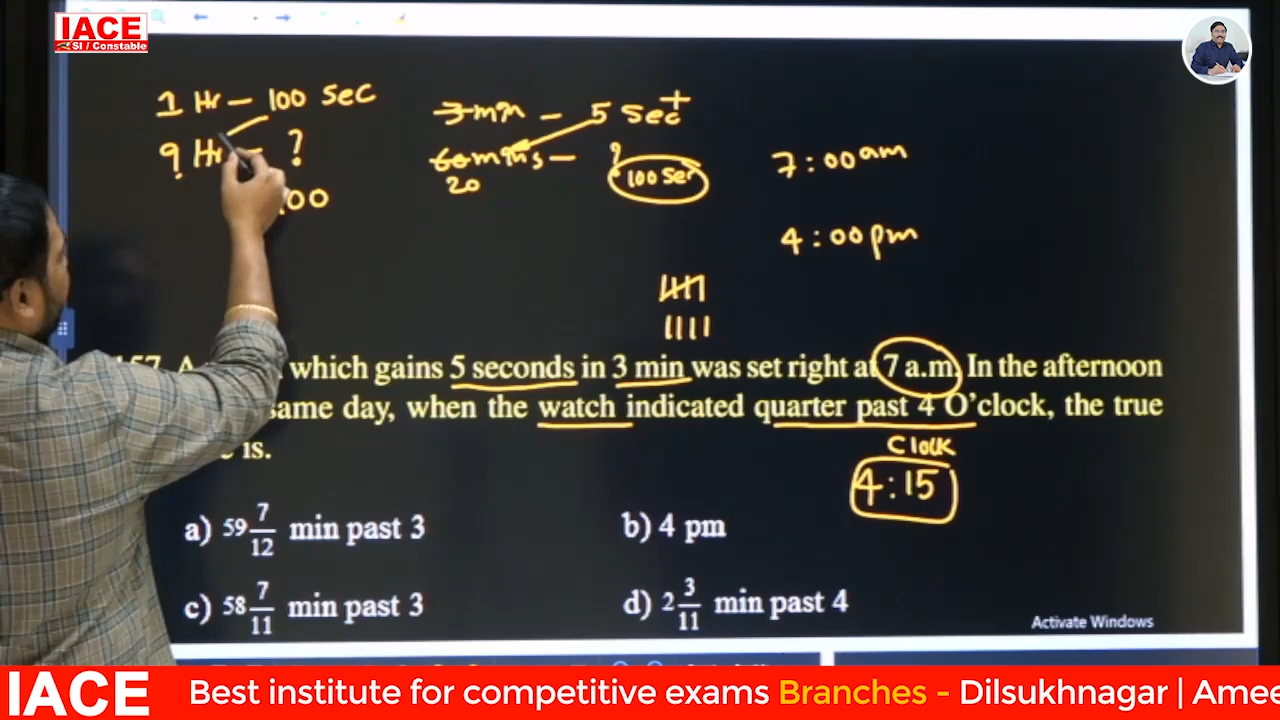 IACE
SI / Constable
1 Hr - 100 Sec
9 Hr - ?
00
3 min - 5 Sec +
60 mins - ?
20
100 Sec
7:00am
4:00pm
157. A which gains 5 seconds in 3 min was set right at 7 a.m. In the afternoon
same day, when the watch indicated quarter past 4 O'clock, the true
is.
Clock
4:15
a) 59 7/12 min past 3
b) 4 pm
c) 58 7/11 min past 3
d) 2 3/11 min past 4
Activate Windows
IACE Best institute for competitive exams Branches - Dilsukhnagar | Amee